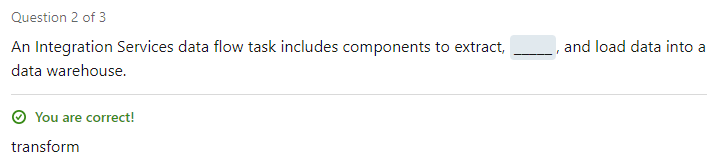 Question 2 of 3
An Integration Services data flow task includes components to extract, _____, and load data into a
data warehouse.
You are correct!
transform